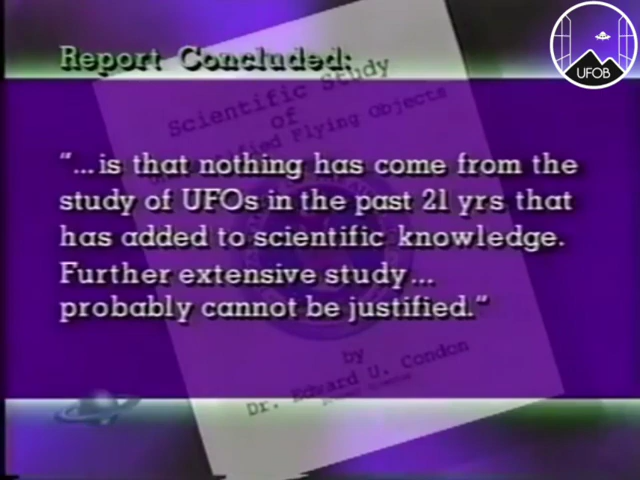 Report Concluded:
Scientific Study
of
Unidentified Flying Objects
"...is that nothing has come from the
study of UFOs in the past 21 yrs that
has added to scientific knowledge.
Further extensive study...
probably cannot be justified."
by
Dr. Edward U. Condon
UFOB